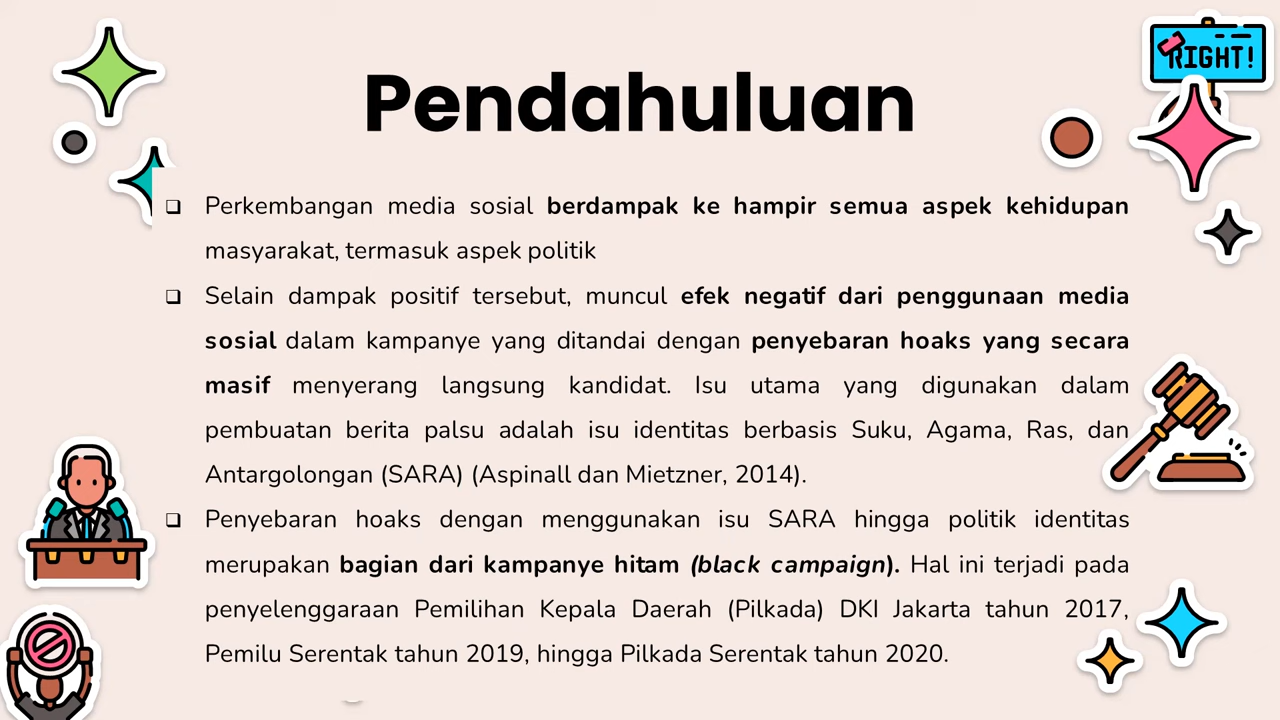 RIGHT!
Pendahuluan
❑ Perkembangan media sosial berdampak ke hampir semua aspek kehidupan
masyarakat, termasuk aspek politik
❑ Selain dampak positif tersebut, muncul efek negatif dari penggunaan media
sosial dalam kampanye yang ditandai dengan penyebaran hoaks yang secara
masif menyerang langsung kandidat. Isu utama yang digunakan dalam
pembuatan berita palsu adalah isu identitas berbasis Suku, Agama, Ras, dan
Antargolongan (SARA) (Aspinall dan Mietzner, 2014).
❑ Penyebaran hoaks dengan menggunakan isu SARA hingga politik identitas
merupakan bagian dari kampanye hitam (black campaign). Hal ini terjadi pada
penyelenggaraan Pemilihan Kepala Daerah (Pilkada) DKI Jakarta tahun 2017,
Pemilu Serentak tahun 2019, hingga Pilkada Serentak tahun 2020.